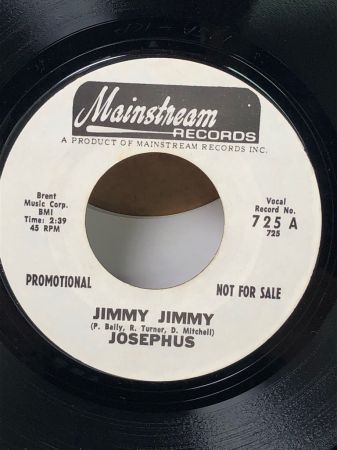 Mainstream
RECORDS
A PRODUCT OF MAINSTREAM RECORDS INC.
Brent
Music Corp.
BMI
Time: 2:39
45 RPM
Vocal
Record No.
725 A
725
PROMOTIONAL
NOT FOR SALE
JIMMY JIMMY
(P. Bally, R. Turner, D. Mitchell)
JOSEPHUS